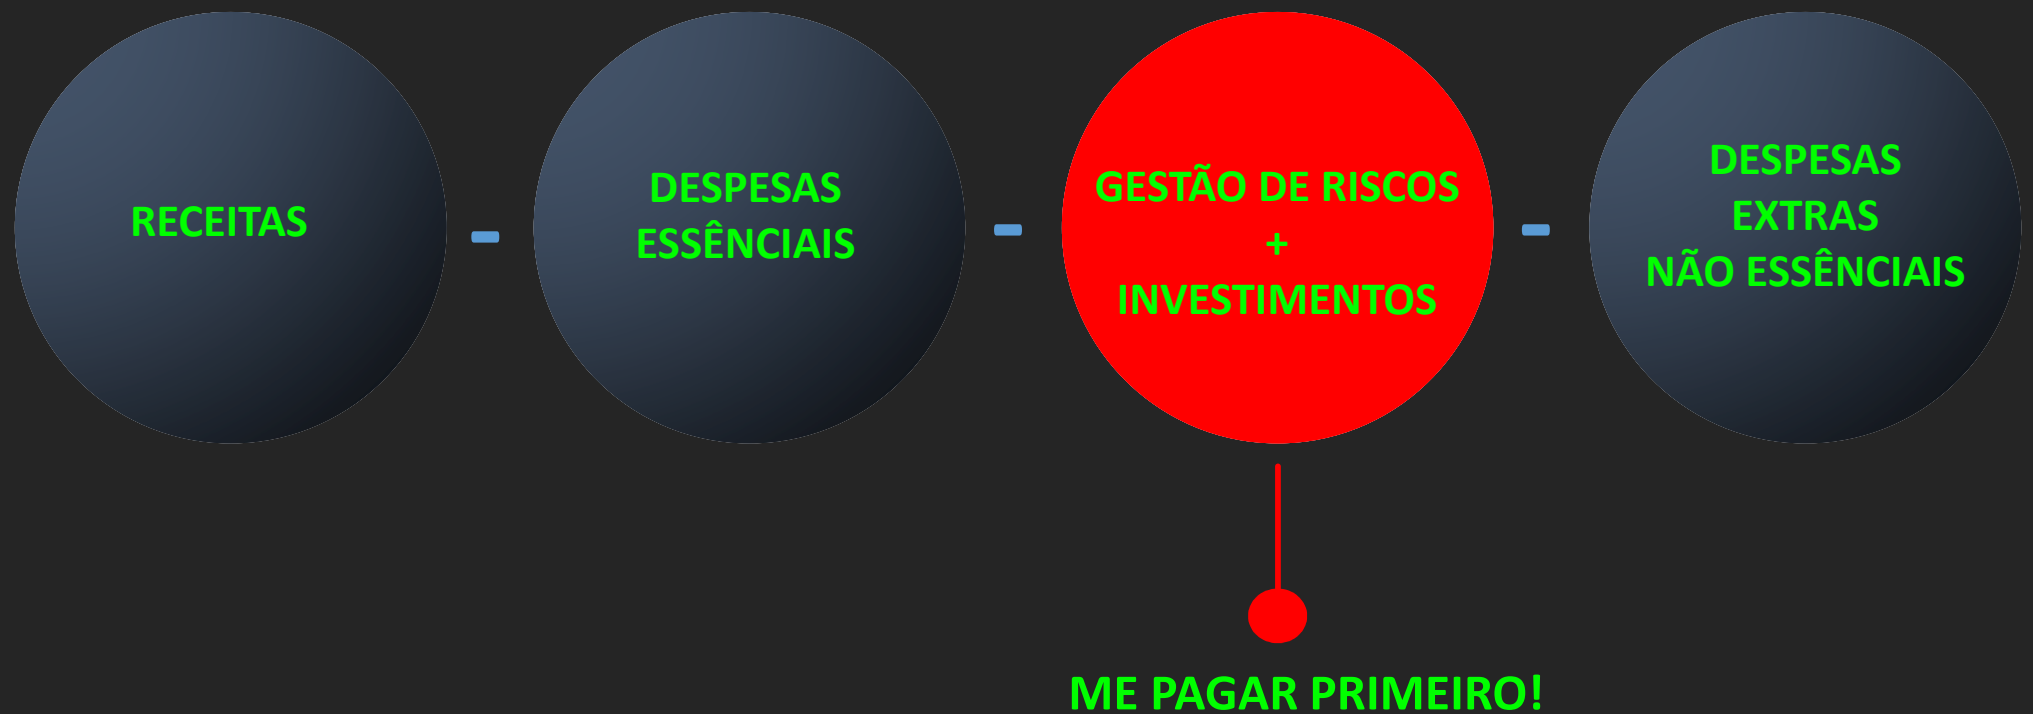 RECEITAS
-
DESPESAS
ESSÊNCIAIS
-
GESTÃO DE RISCOS
+
INVESTIMENTOS
-
DESPESAS
EXTRAS
NÃO ESSÊNCIAIS
ME PAGAR PRIMEIRO!